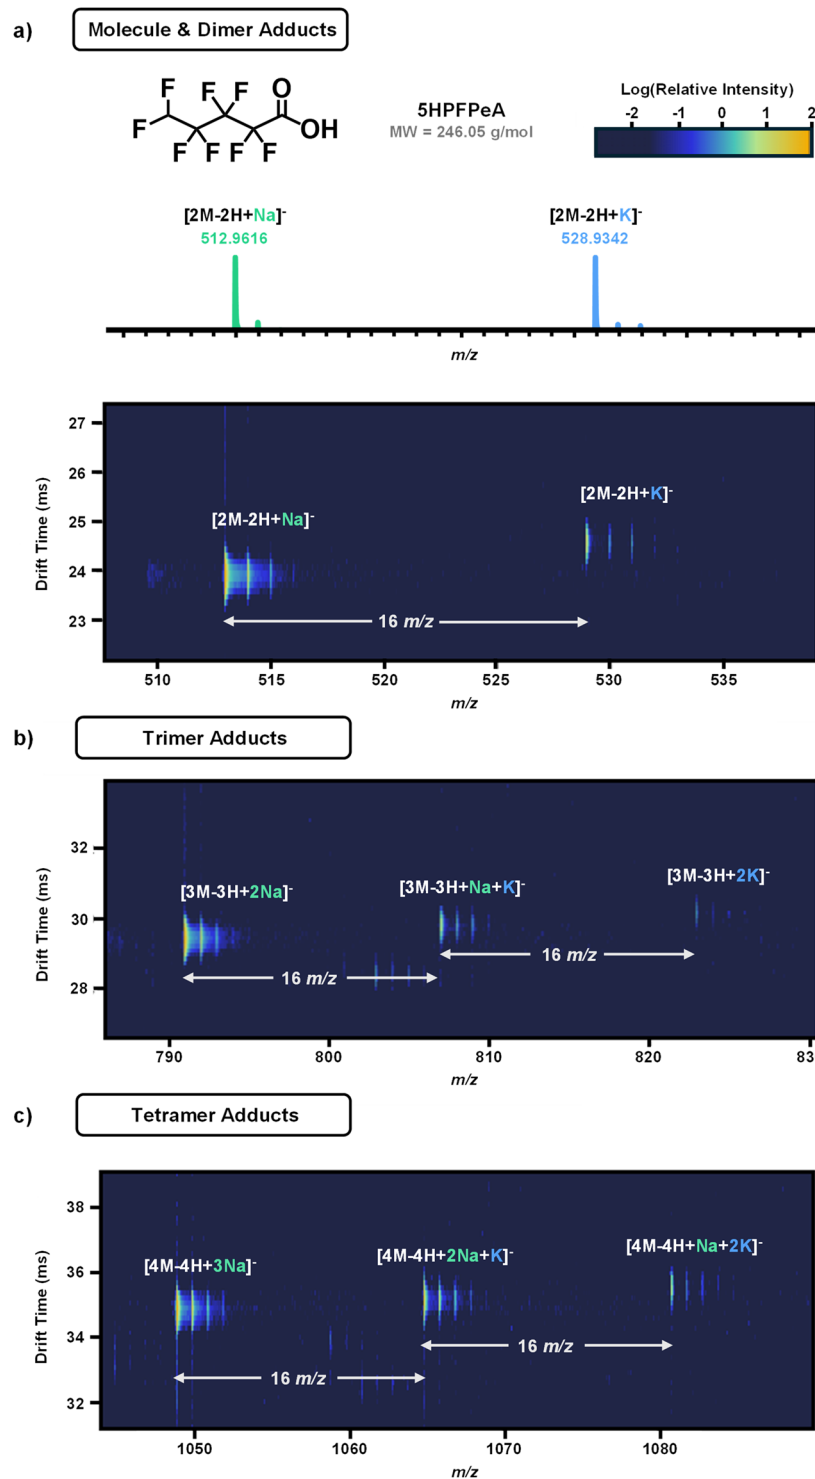 a)
Molecule & Dimer Adducts
F F F F O
F F F F F OH
5HPFPeA
MW = 246.05 g/mol
Log(Relative Intensity)
-2 -1 0 1 2
[2M-2H+Na]-
512.9616
[2M-2H+K]-
528.9342
m/z
Drift Time (ms)
27
26
25
24
23
[2M-2H+Na]-
[2M-2H+K]-
16 m/z
510 515 520 525 530 535
m/z
b)
Trimer Adducts
Drift Time (ms)
32
30
28
[3M-3H+2Na]-
[3M-3H+Na+K]-
[3M-3H+2K]-
16 m/z
16 m/z
790 800 810 820 83
m/z
c)
Tetramer Adducts
Drift Time (ms)
38
36
34
32
[4M-4H+3Na]-
[4M-4H+2Na+K]-
[4M-4H+Na+2K]-
16 m/z
16 m/z
1050 1060 1070 1080
m/z